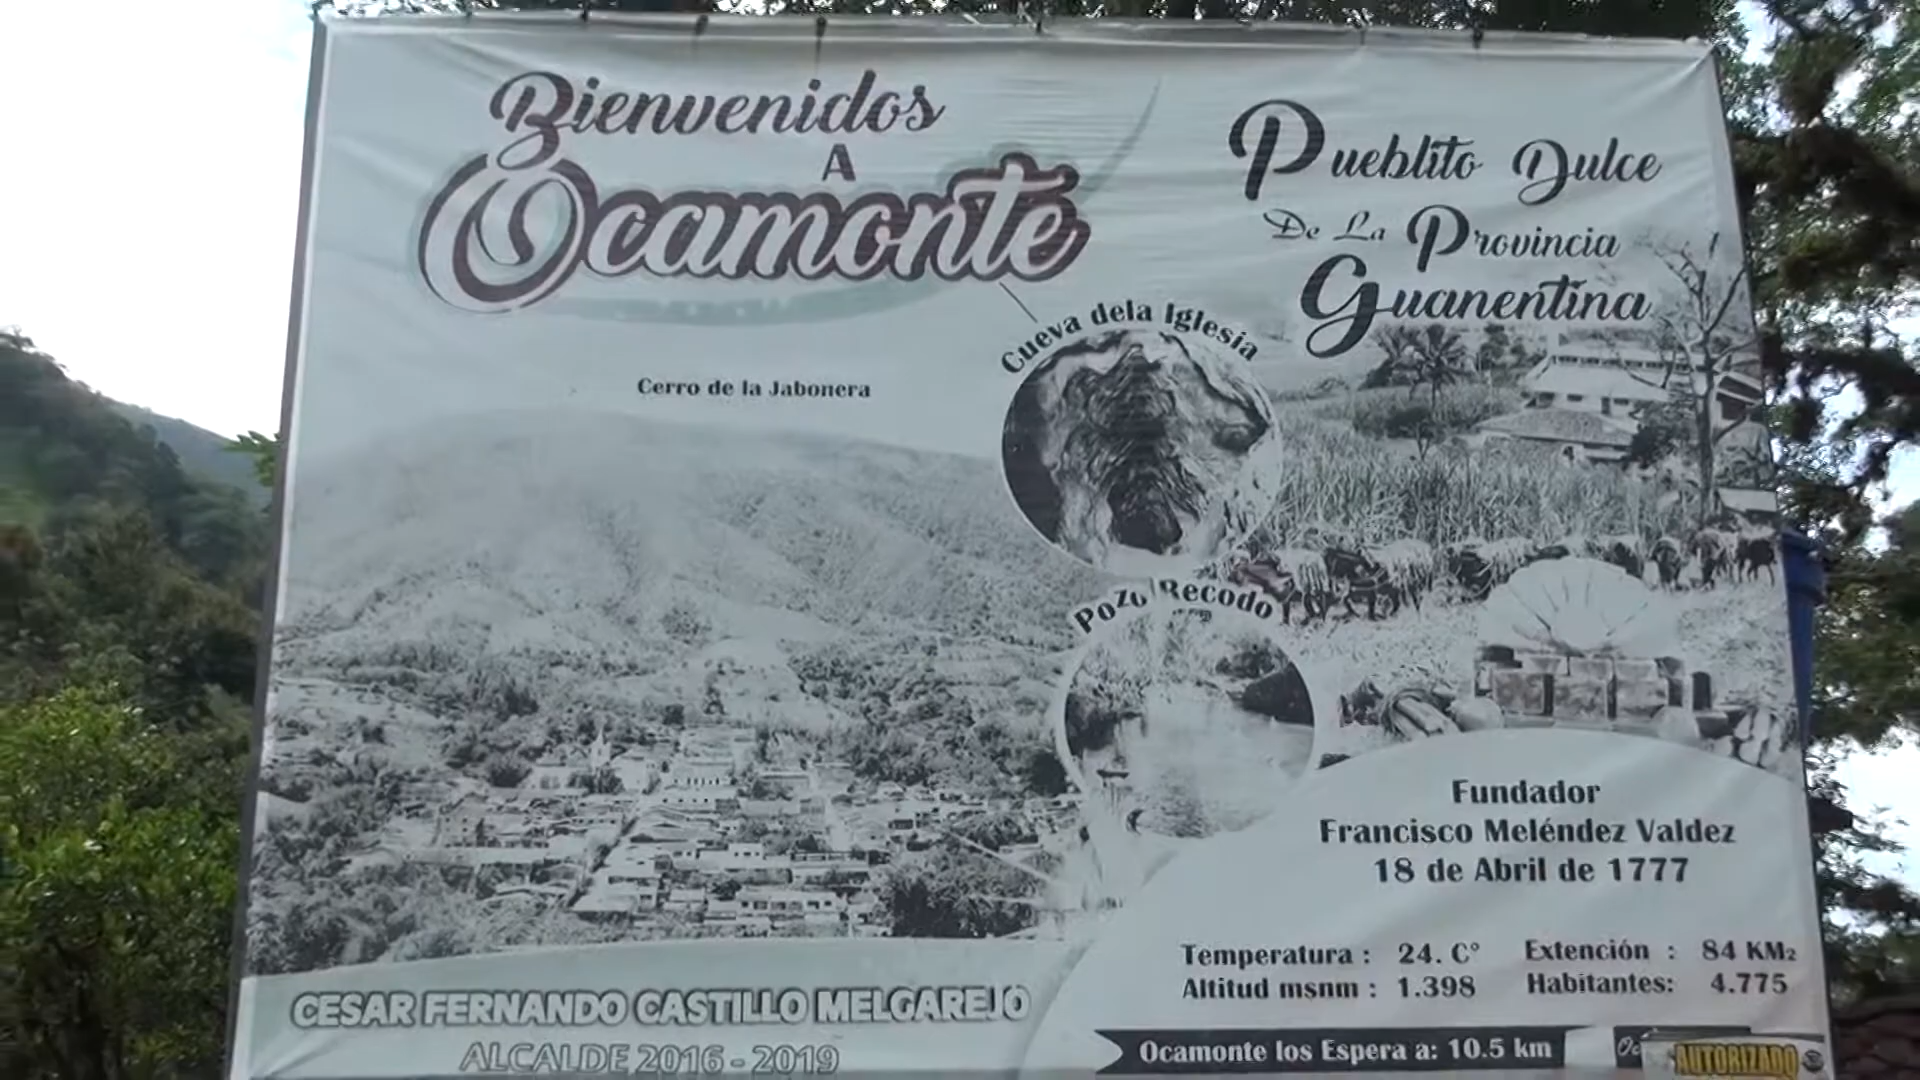 Bienvenidos
A
Ocamonte
Pueblito Dulce
De La Provincia
Guanentina
Cueva dela Iglesia
Cerro de la Jabonera
Pozo Recodo
Fundador
Francisco Meléndez Valdez
18 de Abril de 1777
Temperatura : 24. C° Extención : 84 KM2
Altitud msnm : 1.398 Habitantes: 4.775
CESAR FERNANDO CASTILLO MELGAREJO
ALCALDE 2016 - 2019
Ocamonte los Espera a: 10.5 km
AUTORIZADO